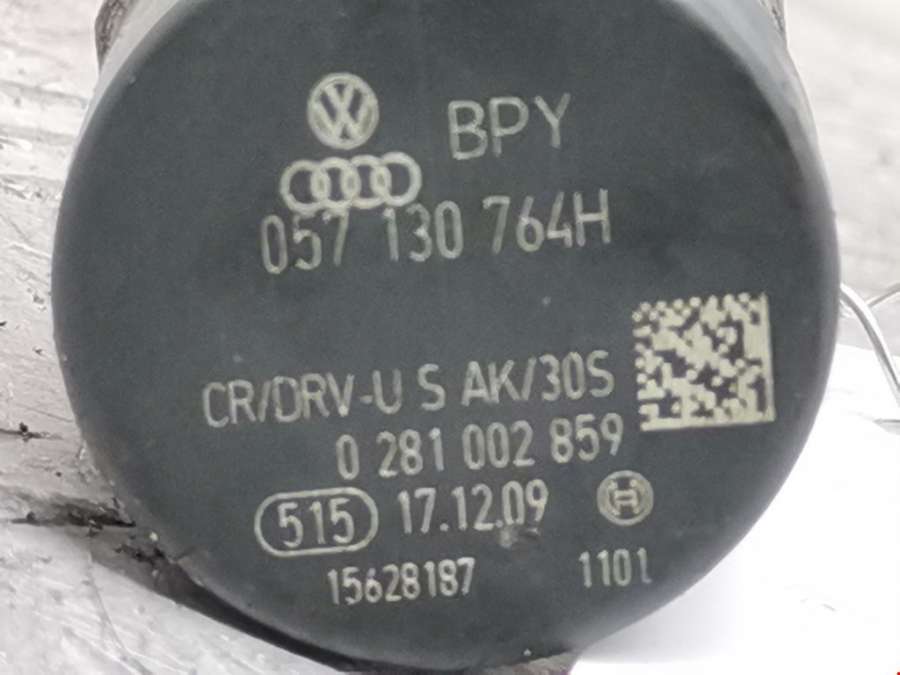 BPY
057 130 764H
CR/DRV-U S AK/30S
0 281 002 859
515 17.12.09
15628187 1101